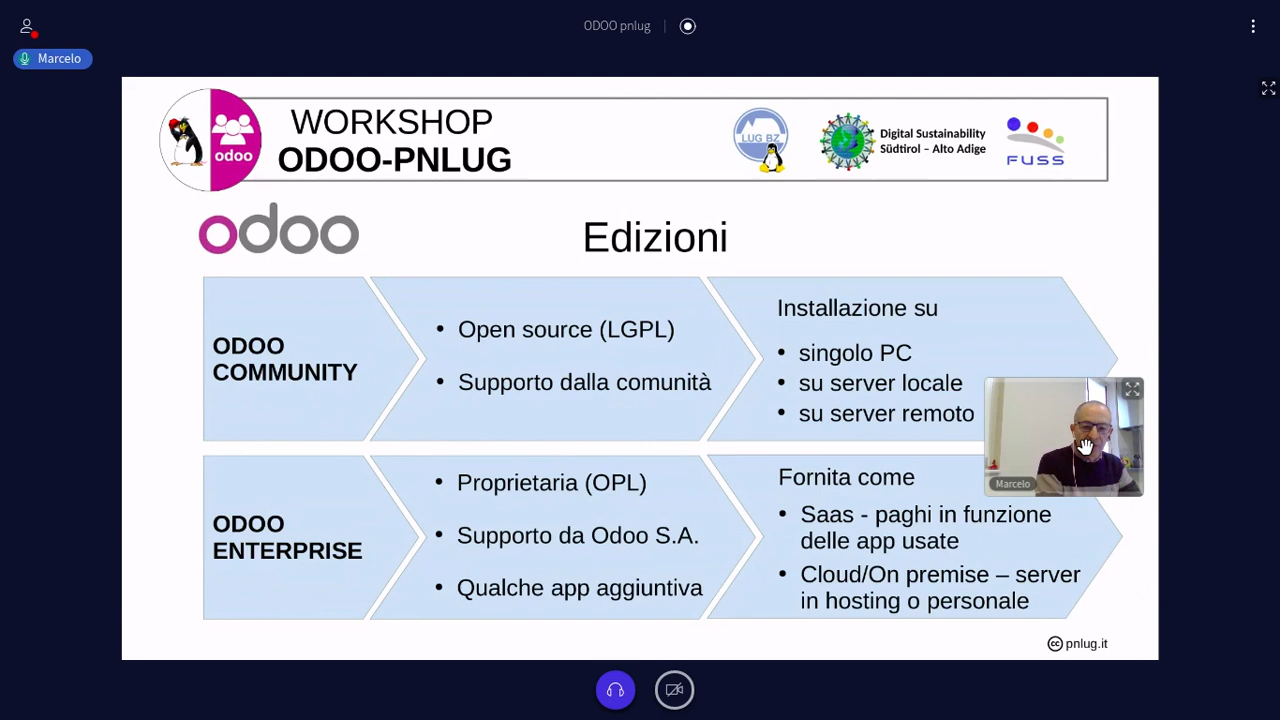 ODOO pnlug
Marcelo
WORKSHOP
ODOO-PNLUG
odoo
LUG BZ
Digital Sustainability
Südtirol – Alto Adige
FUSS
odoo
Edizioni
ODOO
COMMUNITY
• Open source (LGPL)
• Supporto dalla comunità
Installazione su
• singolo PC
• su server locale
• su server remoto
Marcelo
ODOO
ENTERPRISE
• Proprietaria (OPL)
• Supporto da Odoo S.A.
• Qualche app aggiuntiva
Fornita come
• Saas - paghi in funzione
delle app usate
• Cloud/On premise – server
in hosting o personale
cc pnlug.it